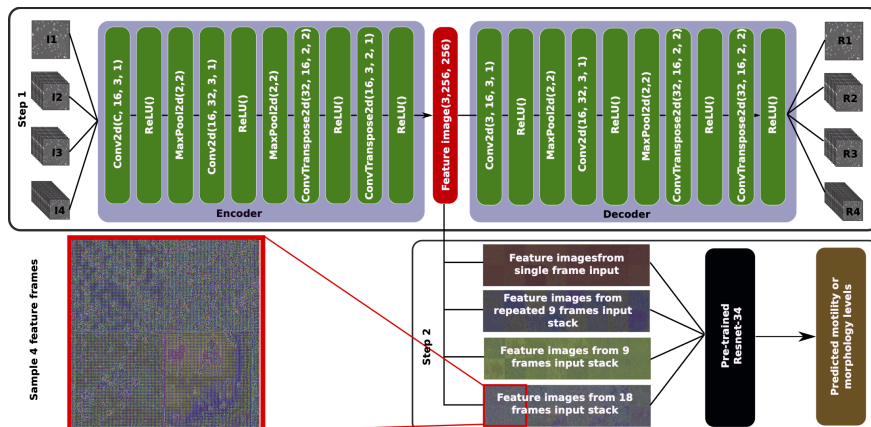 Step 1
I1
I2
I3
I4
Conv2d(C, 16, 3, 1)
ReLU()
MaxPool2d(2,2)
Conv2d(16, 32, 3, 1)
ReLU()
MaxPool2d(2,2)
ConvTranspose2d(32, 16, 2, 2)
ReLU()
ConvTranspose2d(16, 3, 2, 1)
ReLU()
Encoder
Feature image(3,256, 256)
Conv2d(3, 16, 3, 1)
ReLU()
MaxPool2d(2,2)
Conv2d(16, 32, 3, 1)
ReLU()
MaxPool2d(2,2)
ConvTranspose2d(32, 16, 2, 2)
ReLU()
ConvTranspose2d(32, 16, 2, 2)
ReLU()
Decoder
R1
R2
R3
R4
Sample 4 feature frames
Step 2
Feature imagesfrom
single frame input
Feature images from
repeated 9 frames input
stack
Feature images from 9
frames input stack
Feature images from 18
frames input stack
Pre-trained
Resnet-34
Predicted motility or
morphology levels